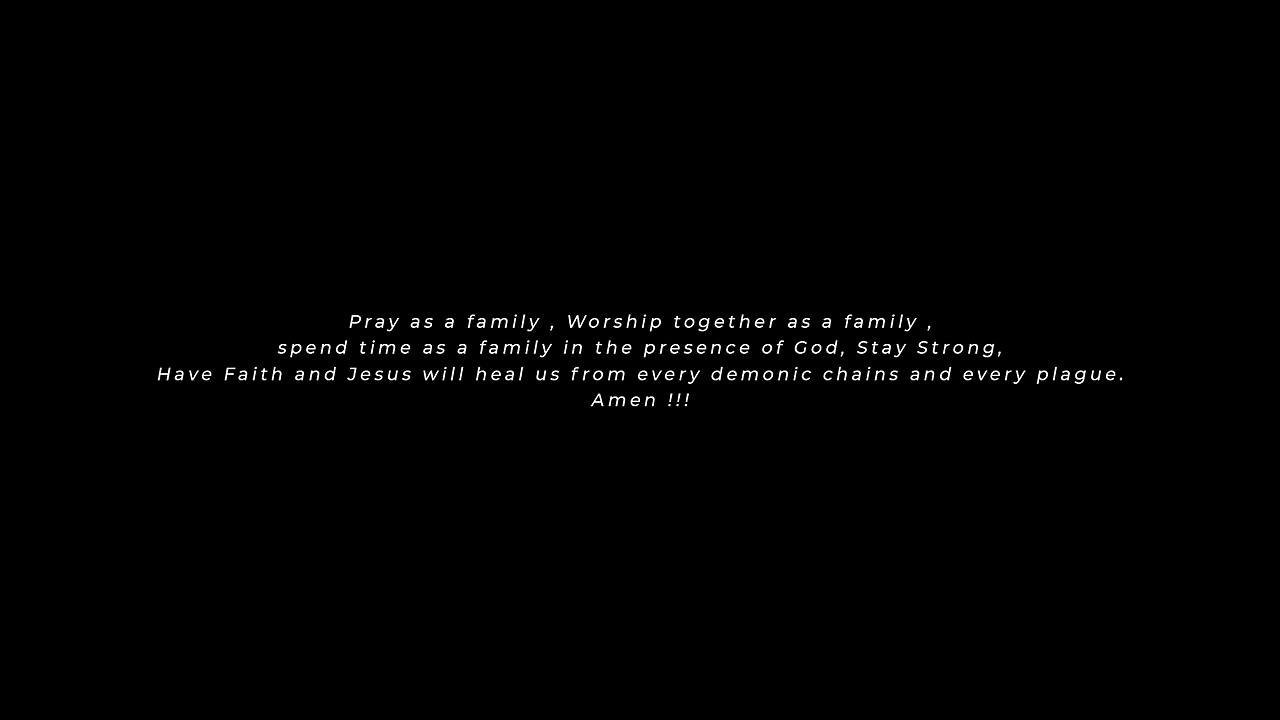 Pray as a family , Worship together as a family ,
spend time as a family in the presence of God, Stay Strong,
Have Faith and Jesus will heal us from every demonic chains and every plague.
Amen !!!